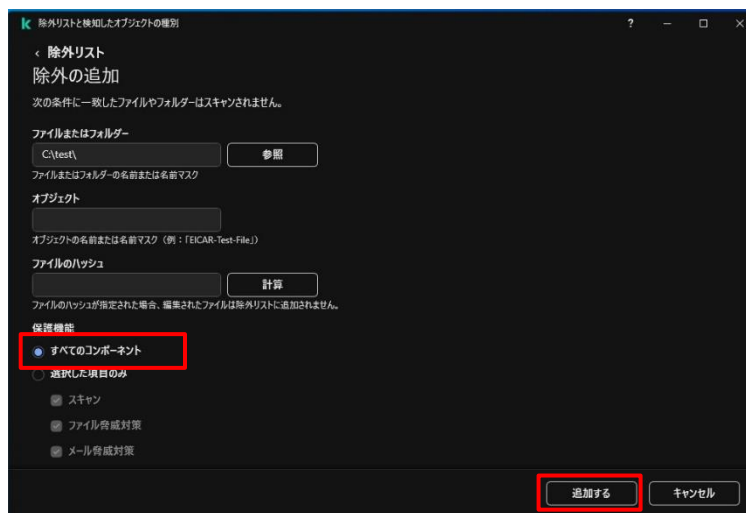 除外リストと検知したオブジェクトの種別
? – □ ×
‹ 除外リスト
除外の追加
次の条件に一致したファイルやフォルダーはスキャンされません。
ファイルまたはフォルダー
C:\test\ 参照
ファイルまたはフォルダーの名前または名前マスク
オブジェクト
オブジェクトの名前または名前マスク（例：「EICAR-Test-File」）
ファイルのハッシュ
計算
ファイルのハッシュが指定された場合、編集されたファイルは除外リストに追加されません。
保護機能
すべてのコンポーネント
選択した項目のみ
スキャン
ファイル脅威対策
メール脅威対策
追加する キャンセル